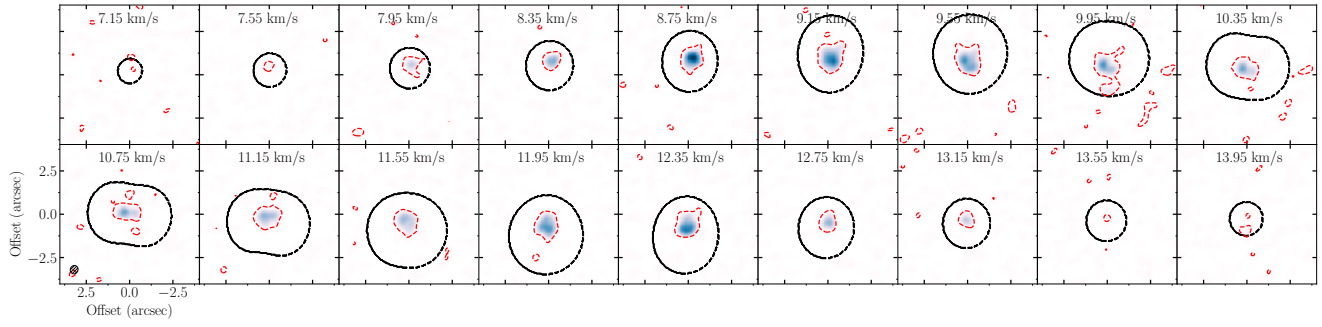 7.15 km/s
7.55 km/s
7.95 km/s
8.35 km/s
8.75 km/s
9.15 km/s
9.55 km/s
9.95 km/s
10.35 km/s
10.75 km/s
11.15 km/s
11.55 km/s
11.95 km/s
12.35 km/s
12.75 km/s
13.15 km/s
13.55 km/s
13.95 km/s
2.5
0.0
−2.5
Offset (arcsec)
2.5 0.0 −2.5
Offset (arcsec)